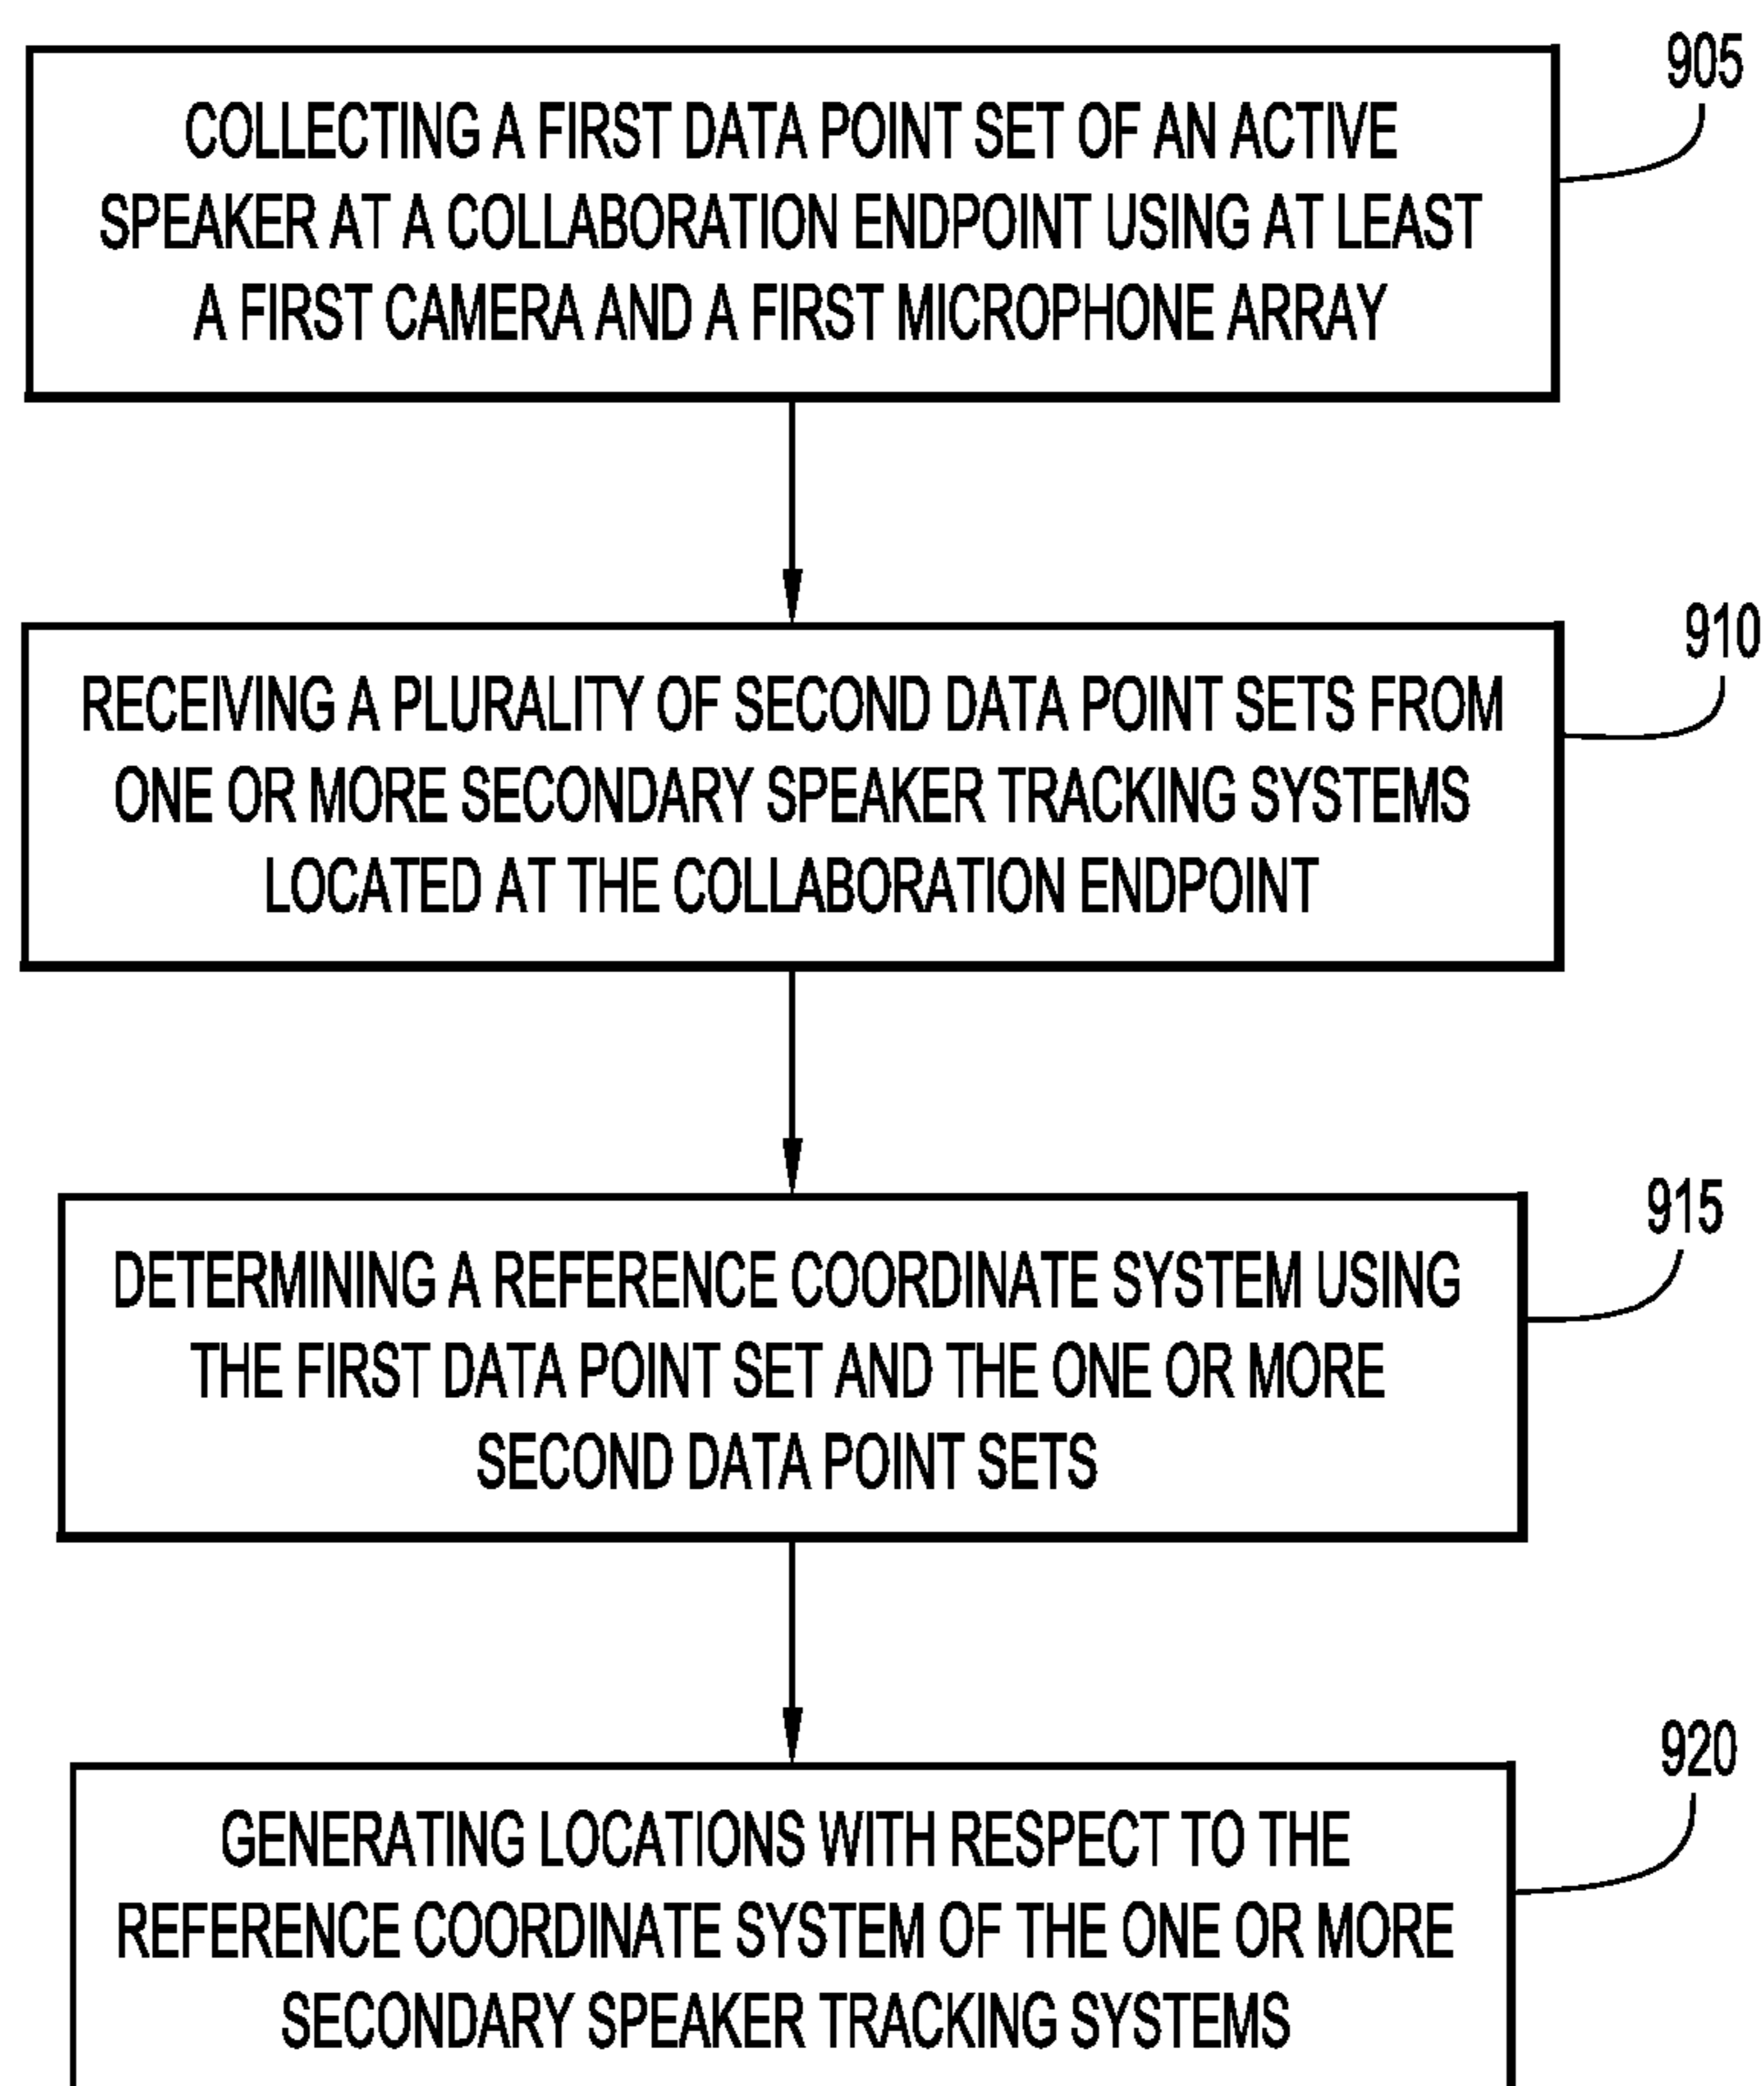 905
COLLECTING A FIRST DATA POINT SET OF AN ACTIVE
SPEAKER AT A COLLABORATION ENDPOINT USING AT LEAST
A FIRST CAMERA AND A FIRST MICROPHONE ARRAY
910
RECEIVING A PLURALITY OF SECOND DATA POINT SETS FROM
ONE OR MORE SECONDARY SPEAKER TRACKING SYSTEMS
LOCATED AT THE COLLABORATION ENDPOINT
915
DETERMINING A REFERENCE COORDINATE SYSTEM USING
THE FIRST DATA POINT SET AND THE ONE OR MORE
SECOND DATA POINT SETS
920
GENERATING LOCATIONS WITH RESPECT TO THE
REFERENCE COORDINATE SYSTEM OF THE ONE OR MORE
SECONDARY SPEAKER TRACKING SYSTEMS